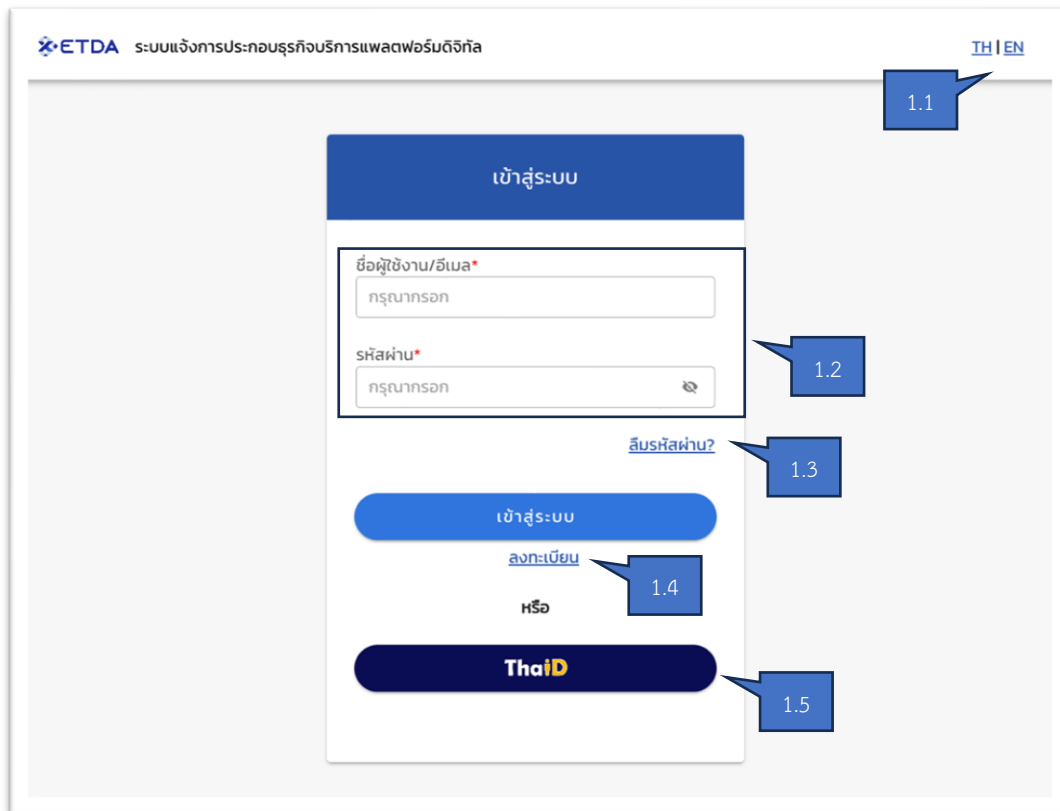 ETDA ระบบแจ้งการประกอบธุรกิจบริการแพลตฟอร์มดิจิทัล
TH | EN
1.1
เข้าสู่ระบบ
ชื่อผู้ใช้งาน/อีเมล*
กรุณากรอก
รหัสผ่าน*
กรุณากรอก
1.2
ลืมรหัสผ่าน?
1.3
เข้าสู่ระบบ
ลงทะเบียน
1.4
หรือ
ThaiD
1.5